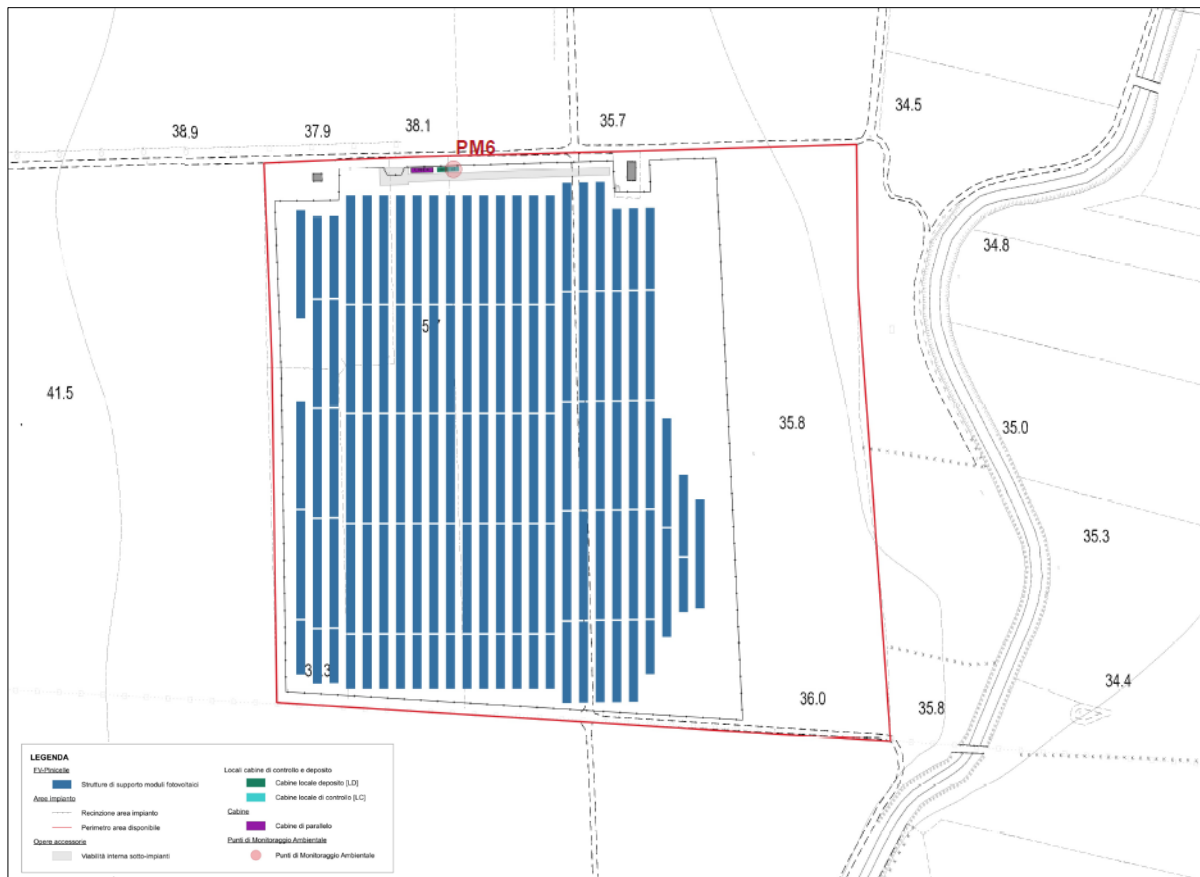 34.5
35.7
38.1
37.9
38.9
PM6
34.8
41.5
35.8
35.0
35.3
34.4
36.0
35.8
LEGENDA
FV-Pinicelle
Strutture di supporto moduli fotovoltaici
Area impianto
Recinzione area impianto
Perimetro area disponibile
Opere accessorie
Viabilità interna sotto-impianti
Locali cabine di controllo e deposito
Cabine locale deposito [LD]
Cabine locale di controllo [LC]
Cabine
Cabine di parallelo
Punti di Monitoraggio Ambientale
Punti di Monitoraggio Ambientale